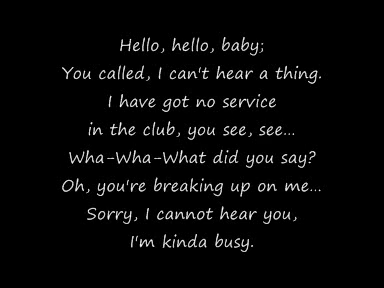 Hello, hello, baby;
You called, I can't hear a thing.
I have got no service
in the club, you see, see...
Wha-Wha-What did you say?
Oh, you're breaking up on me...
Sorry, I cannot hear you,
I'm kinda busy.